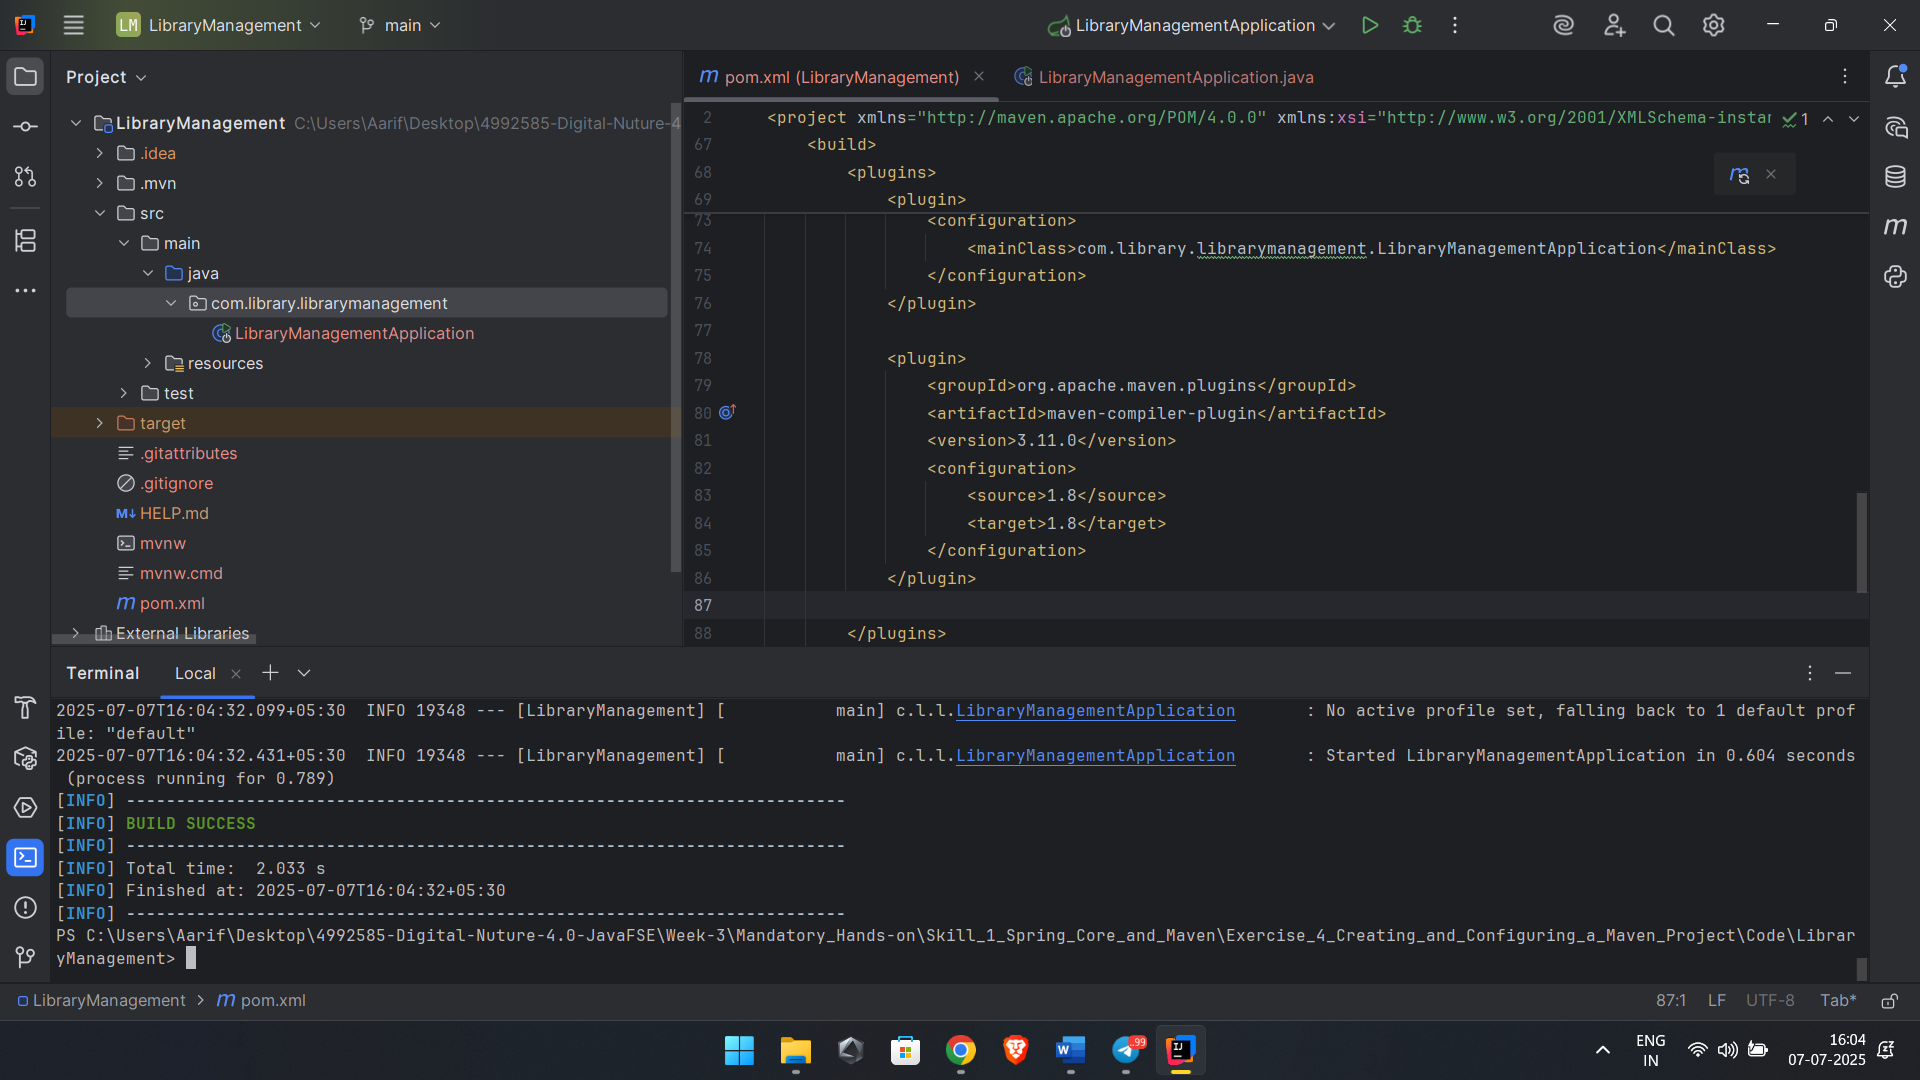 LM LibraryManagement
main
LibraryManagementApplication
Project
LibraryManagement C:\Users\Aarif\Desktop\4992585-Digital-Nuture-4
.idea
.mvn
src
main
java
com.library.librarymanagement
LibraryManagementApplication
resources
test
target
.gitattributes
.gitignore
M↓ HELP.md
mvnw
mvnw.cmd
m pom.xml
External Libraries
m pom.xml (LibraryManagement)
LibraryManagementApplication.java
2 <project xmlns="http://maven.apache.org/POM/4.0.0" xmlns:xsi="http://www.w3.org/2001/XMLSchema-instan
1
67 <build>
68 <plugins>
69 <plugin>
73 <configuration>
74 <mainClass>com.library.librarymanagement.LibraryManagementApplication</mainClass>
75 </configuration>
76 </plugin>
77
78 <plugin>
79 <groupId>org.apache.maven.plugins</groupId>
80 <artifactId>maven-compiler-plugin</artifactId>
81 <version>3.11.0</version>
82 <configuration>
83 <source>1.8</source>
84 <target>1.8</target>
85 </configuration>
86 </plugin>
87
88 </plugins>
Terminal Local
2025-07-07T16:04:32.099+05:30 INFO 19348 --- [LibraryManagement] [ main] c.l.l.LibraryManagementApplication : No active profile set, falling back to 1 default prof
ile: "default"
2025-07-07T16:04:32.431+05:30 INFO 19348 --- [LibraryManagement] [ main] c.l.l.LibraryManagementApplication : Started LibraryManagementApplication in 0.604 seconds
(process running for 0.789)
[INFO] ------------------------------------------------------------------------
[INFO] BUILD SUCCESS
[INFO] ------------------------------------------------------------------------
[INFO] Total time: 2.033 s
[INFO] Finished at: 2025-07-07T16:04:32+05:30
[INFO] ------------------------------------------------------------------------
PS C:\Users\Aarif\Desktop\4992585-Digital-Nuture-4.0-JavaFSE\Week-3\Mandatory_Hands-on\Skill_1_Spring_Core_and_Maven\Exercise_4_Creating_and_Configuring_a_Maven_Project\Code\Librar
yManagement>
LibraryManagement > m pom.xml
87:1 LF UTF-8 Tab*
99
ENG
IN
16:04
07-07-2025